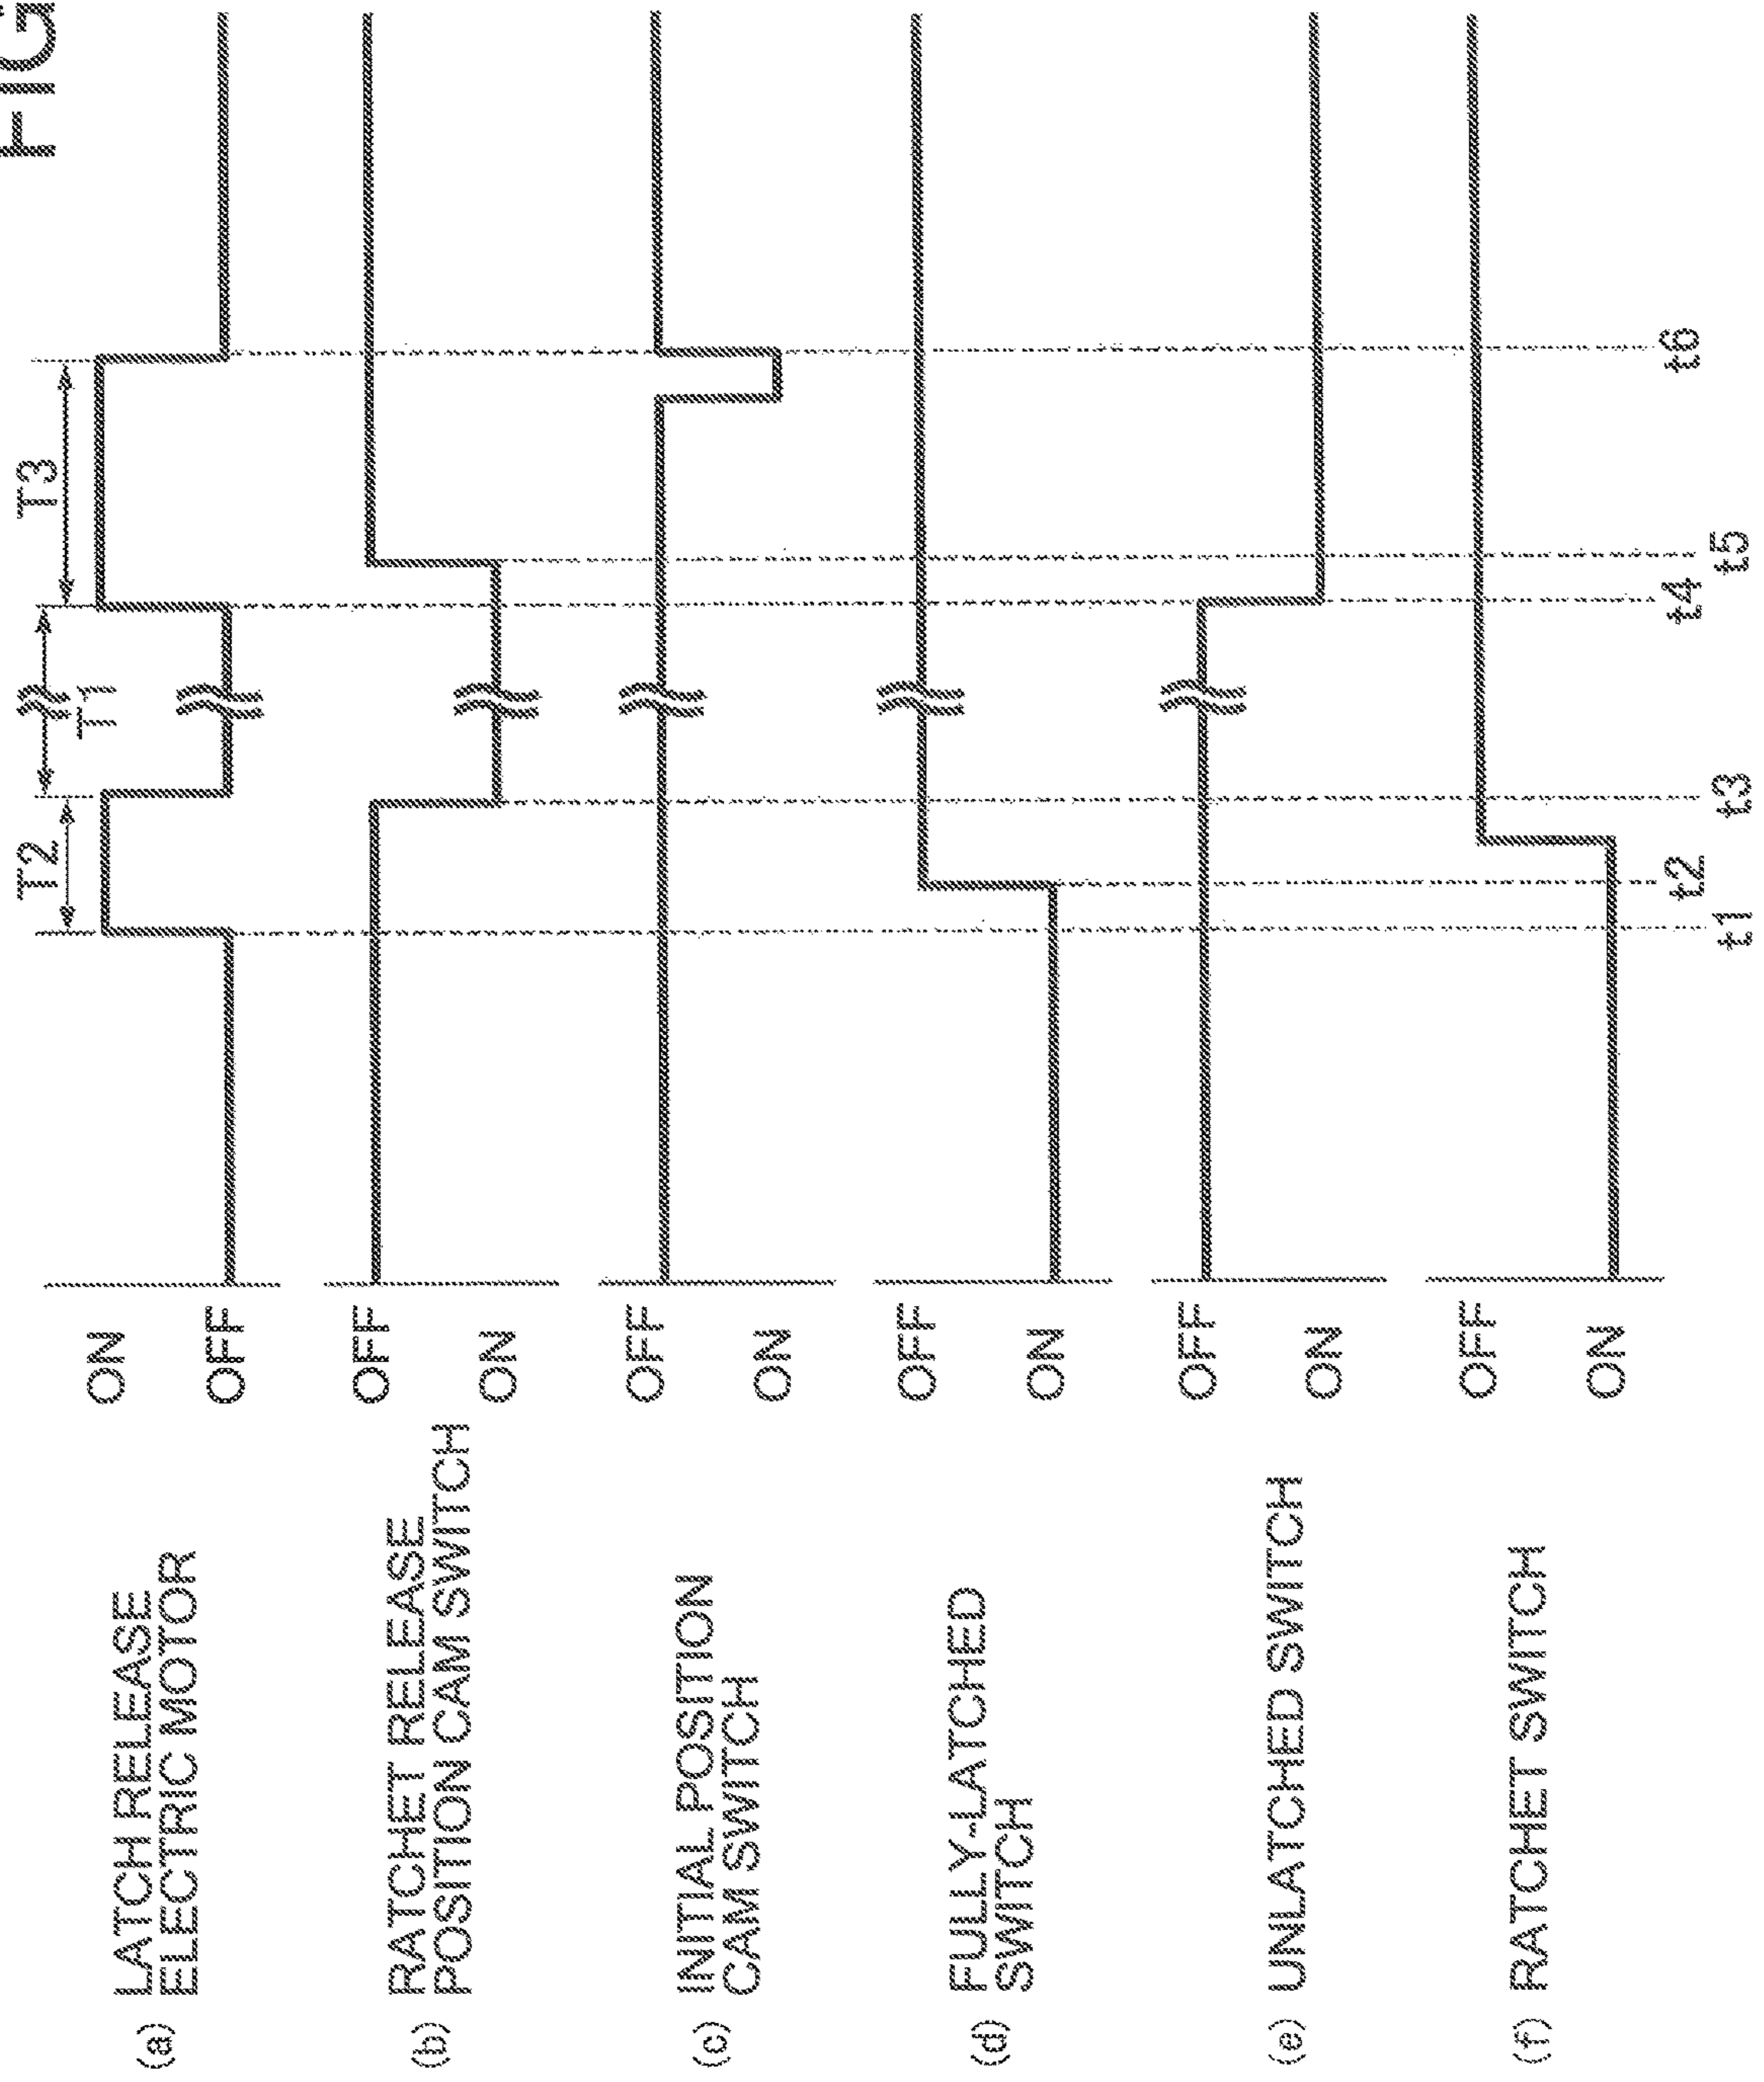 FIG
T2
T1
T3
(a) LATCH RELEASE
ELECTRIC MOTOR
ON
OFF
(b) RATCHET RELEASE
POSITION CAM SWITCH
OFF
ON
(c) INITIAL POSITION
CAM SWITCH
OFF
ON
(d) FULLY-LATCHED
SWITCH
OFF
ON
(e) UNLATCHED SWITCH
OFF
ON
(f) RATCHET SWITCH
OFF
ON
t1
t2
t3
t4
t5
t6